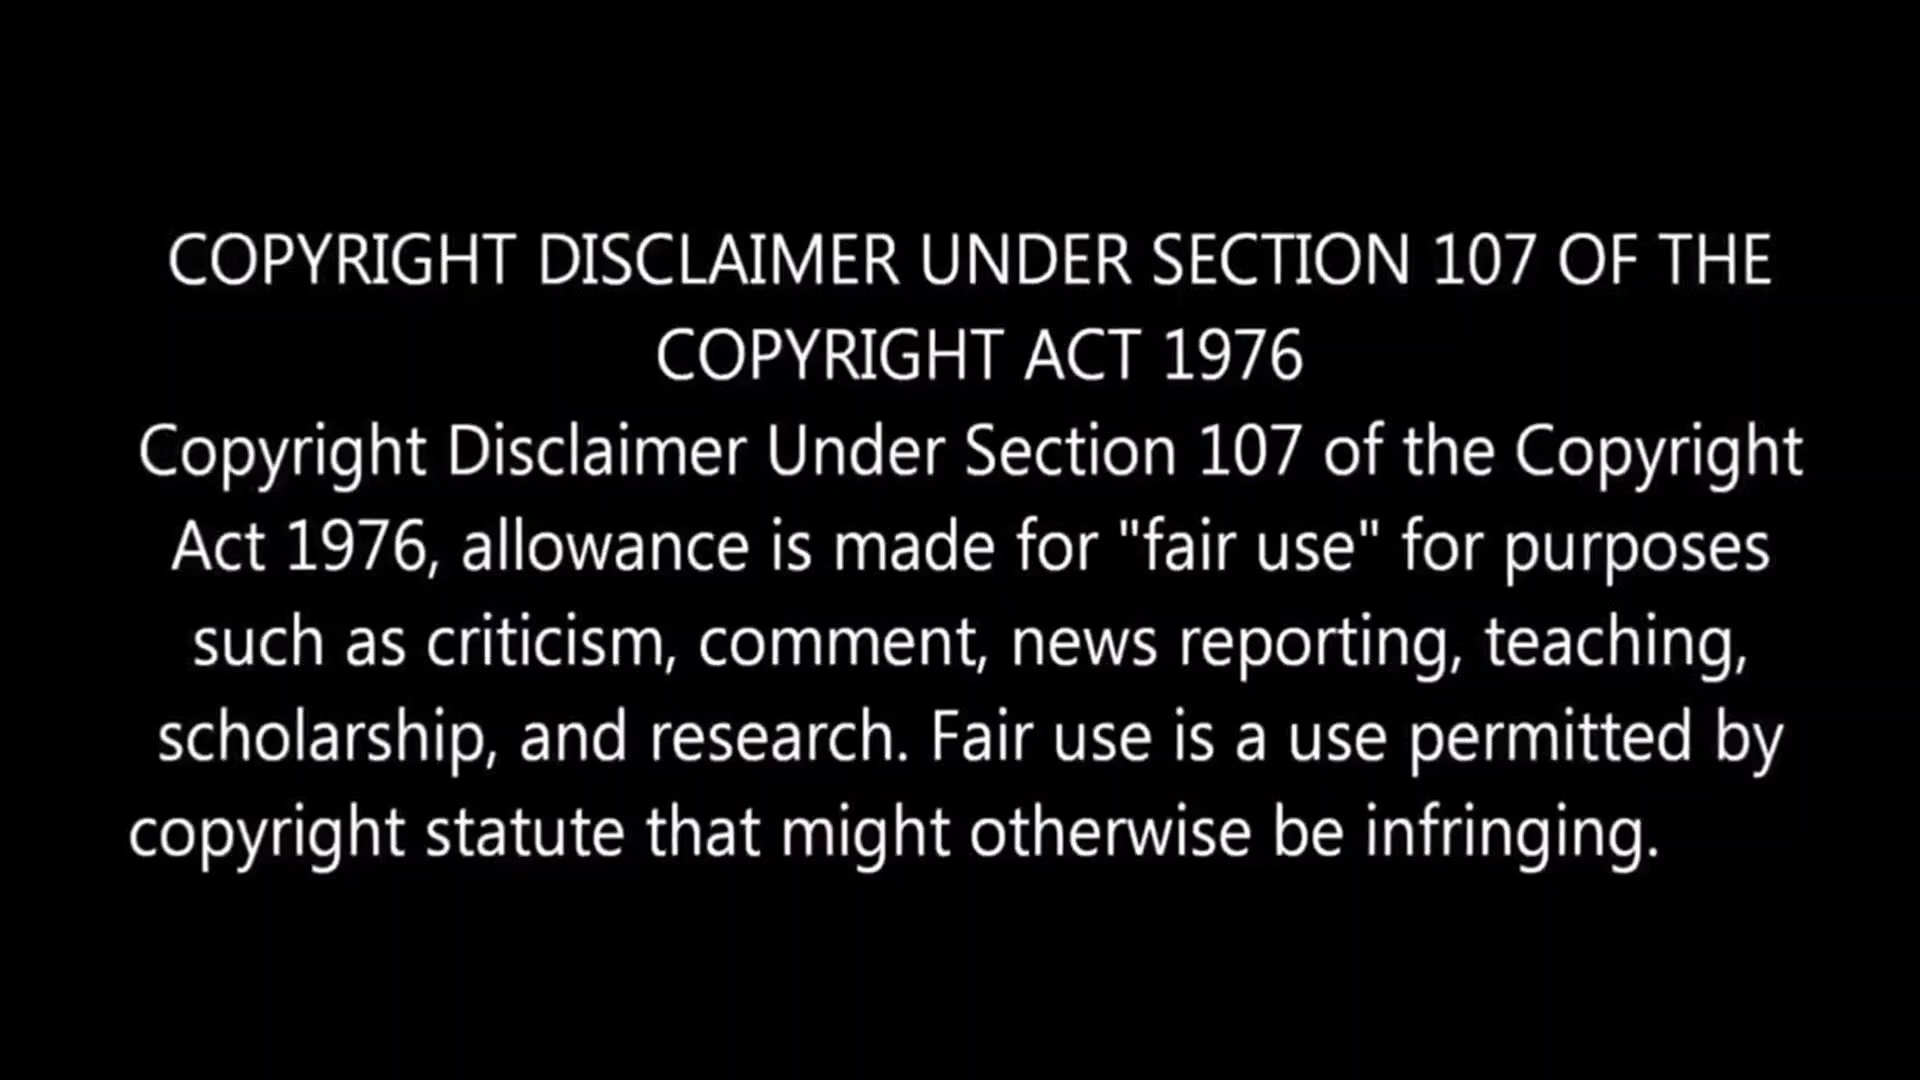 COPYRIGHT DISCLAIMER UNDER SECTION 107 OF THE
COPYRIGHT ACT 1976
Copyright Disclaimer Under Section 107 of the Copyright
Act 1976, allowance is made for "fair use" for purposes
such as criticism, comment, news reporting, teaching,
scholarship, and research. Fair use is a use permitted by
copyright statute that might otherwise be infringing.